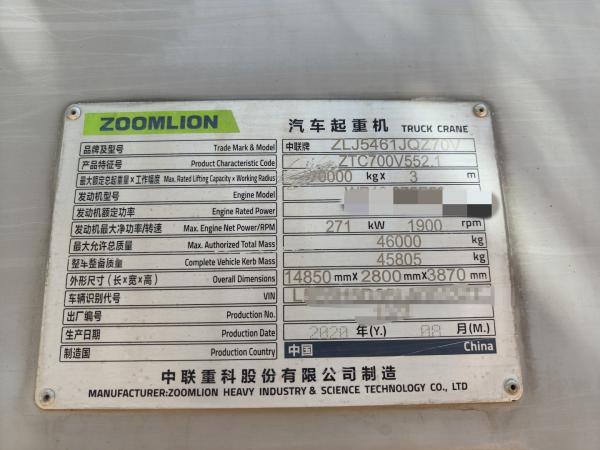 ZOOMLION 汽车起重机 TRUCK CRANE
品牌及型号 Trade Mark & Model 中联牌 ZLJ5461JQZ70V
产品特征号 Product Characteristic Code ZTC700V552.1
最大额定总起重量×工作幅度 Max. Rated Lifting Capacity × Working Radius 70000 kg x 3 m
发动机型号 Engine Model
发动机额定功率 Engine Rated Power
发动机最大净功率/转速 Max. Engine Net Power/RPM 271 kW 1900 rpm
最大允许总质量 Max. Authorized Total Mass 46000 kg
整车整备质量 Complete Vehicle Kerb Mass 45805 kg
外形尺寸（长×宽×高） Overall Dimensions 14850 mm x 2800 mm x 3870 mm
车辆识别代号 VIN
出厂编号 Production No.
生产日期 Production Date 2020 年(Y.) 08 月(M.)
制造国 Production Country 中国 China
中联重科股份有限公司制造
MANUFACTURER:ZOOMLION HEAVY INDUSTRY & SCIENCE TECHNOLOGY CO., LTD